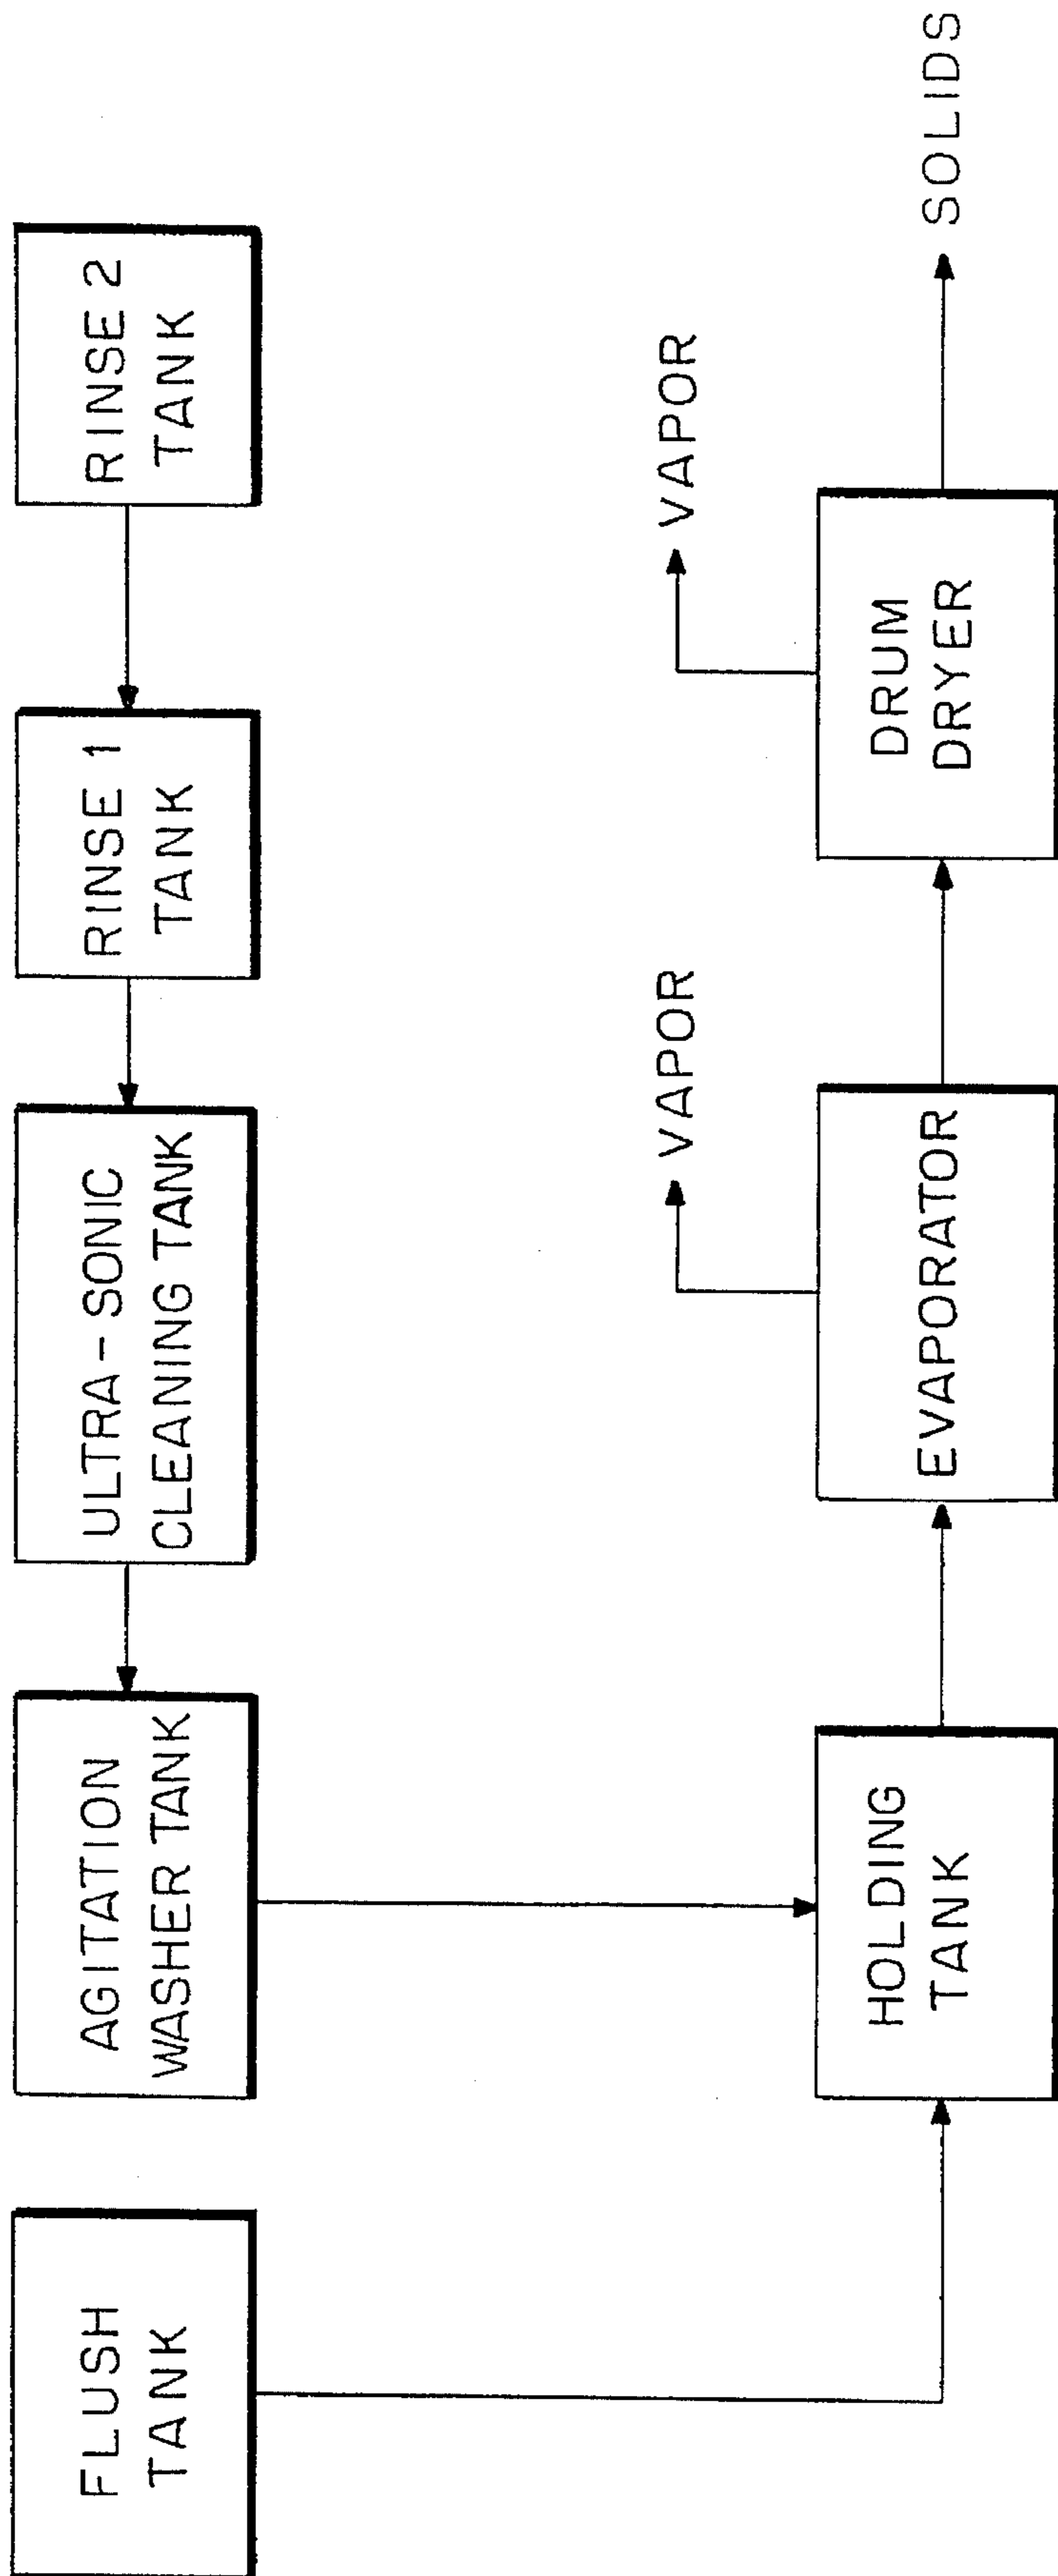 FLUSH
TANK
AGITATION
WASHER TANK
ULTRA-SONIC
CLEANING TANK
RINSE 1
TANK
RINSE 2
TANK
HOLDING
TANK
EVAPORATOR
VAPOR
DRUM
DRYER
VAPOR
SOLIDS